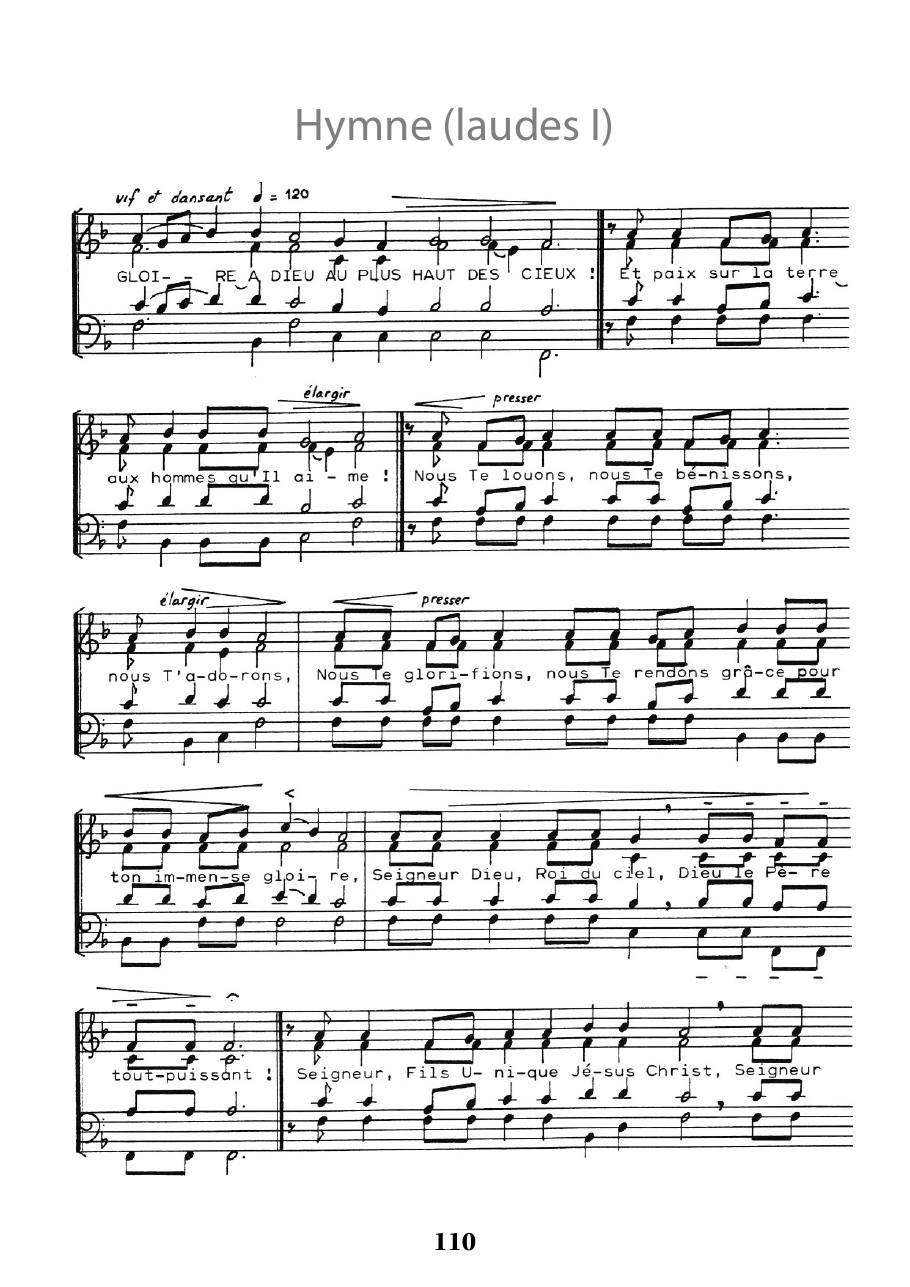 Hymne (laudes I)
vif et dansant = 120
GLOI- - RE A DIEU AU PLUS HAUT DES CIEUX ! Et paix sur la terre
élargir presser
aux hommes qu'Il ai - me ! Nous Te louons, nous Te bé-nissons,
élargir presser
nous T'a-do-rons, Nous Te glori-fions, nous Te rendons grâ-ce pour
ton im-men-se gloi-re, Seigneur Dieu, Roi du ciel, Dieu le Pè-re
tout-puissant ! Seigneur, Fils U-ni-que Jé-sus Christ, Seigneur
110